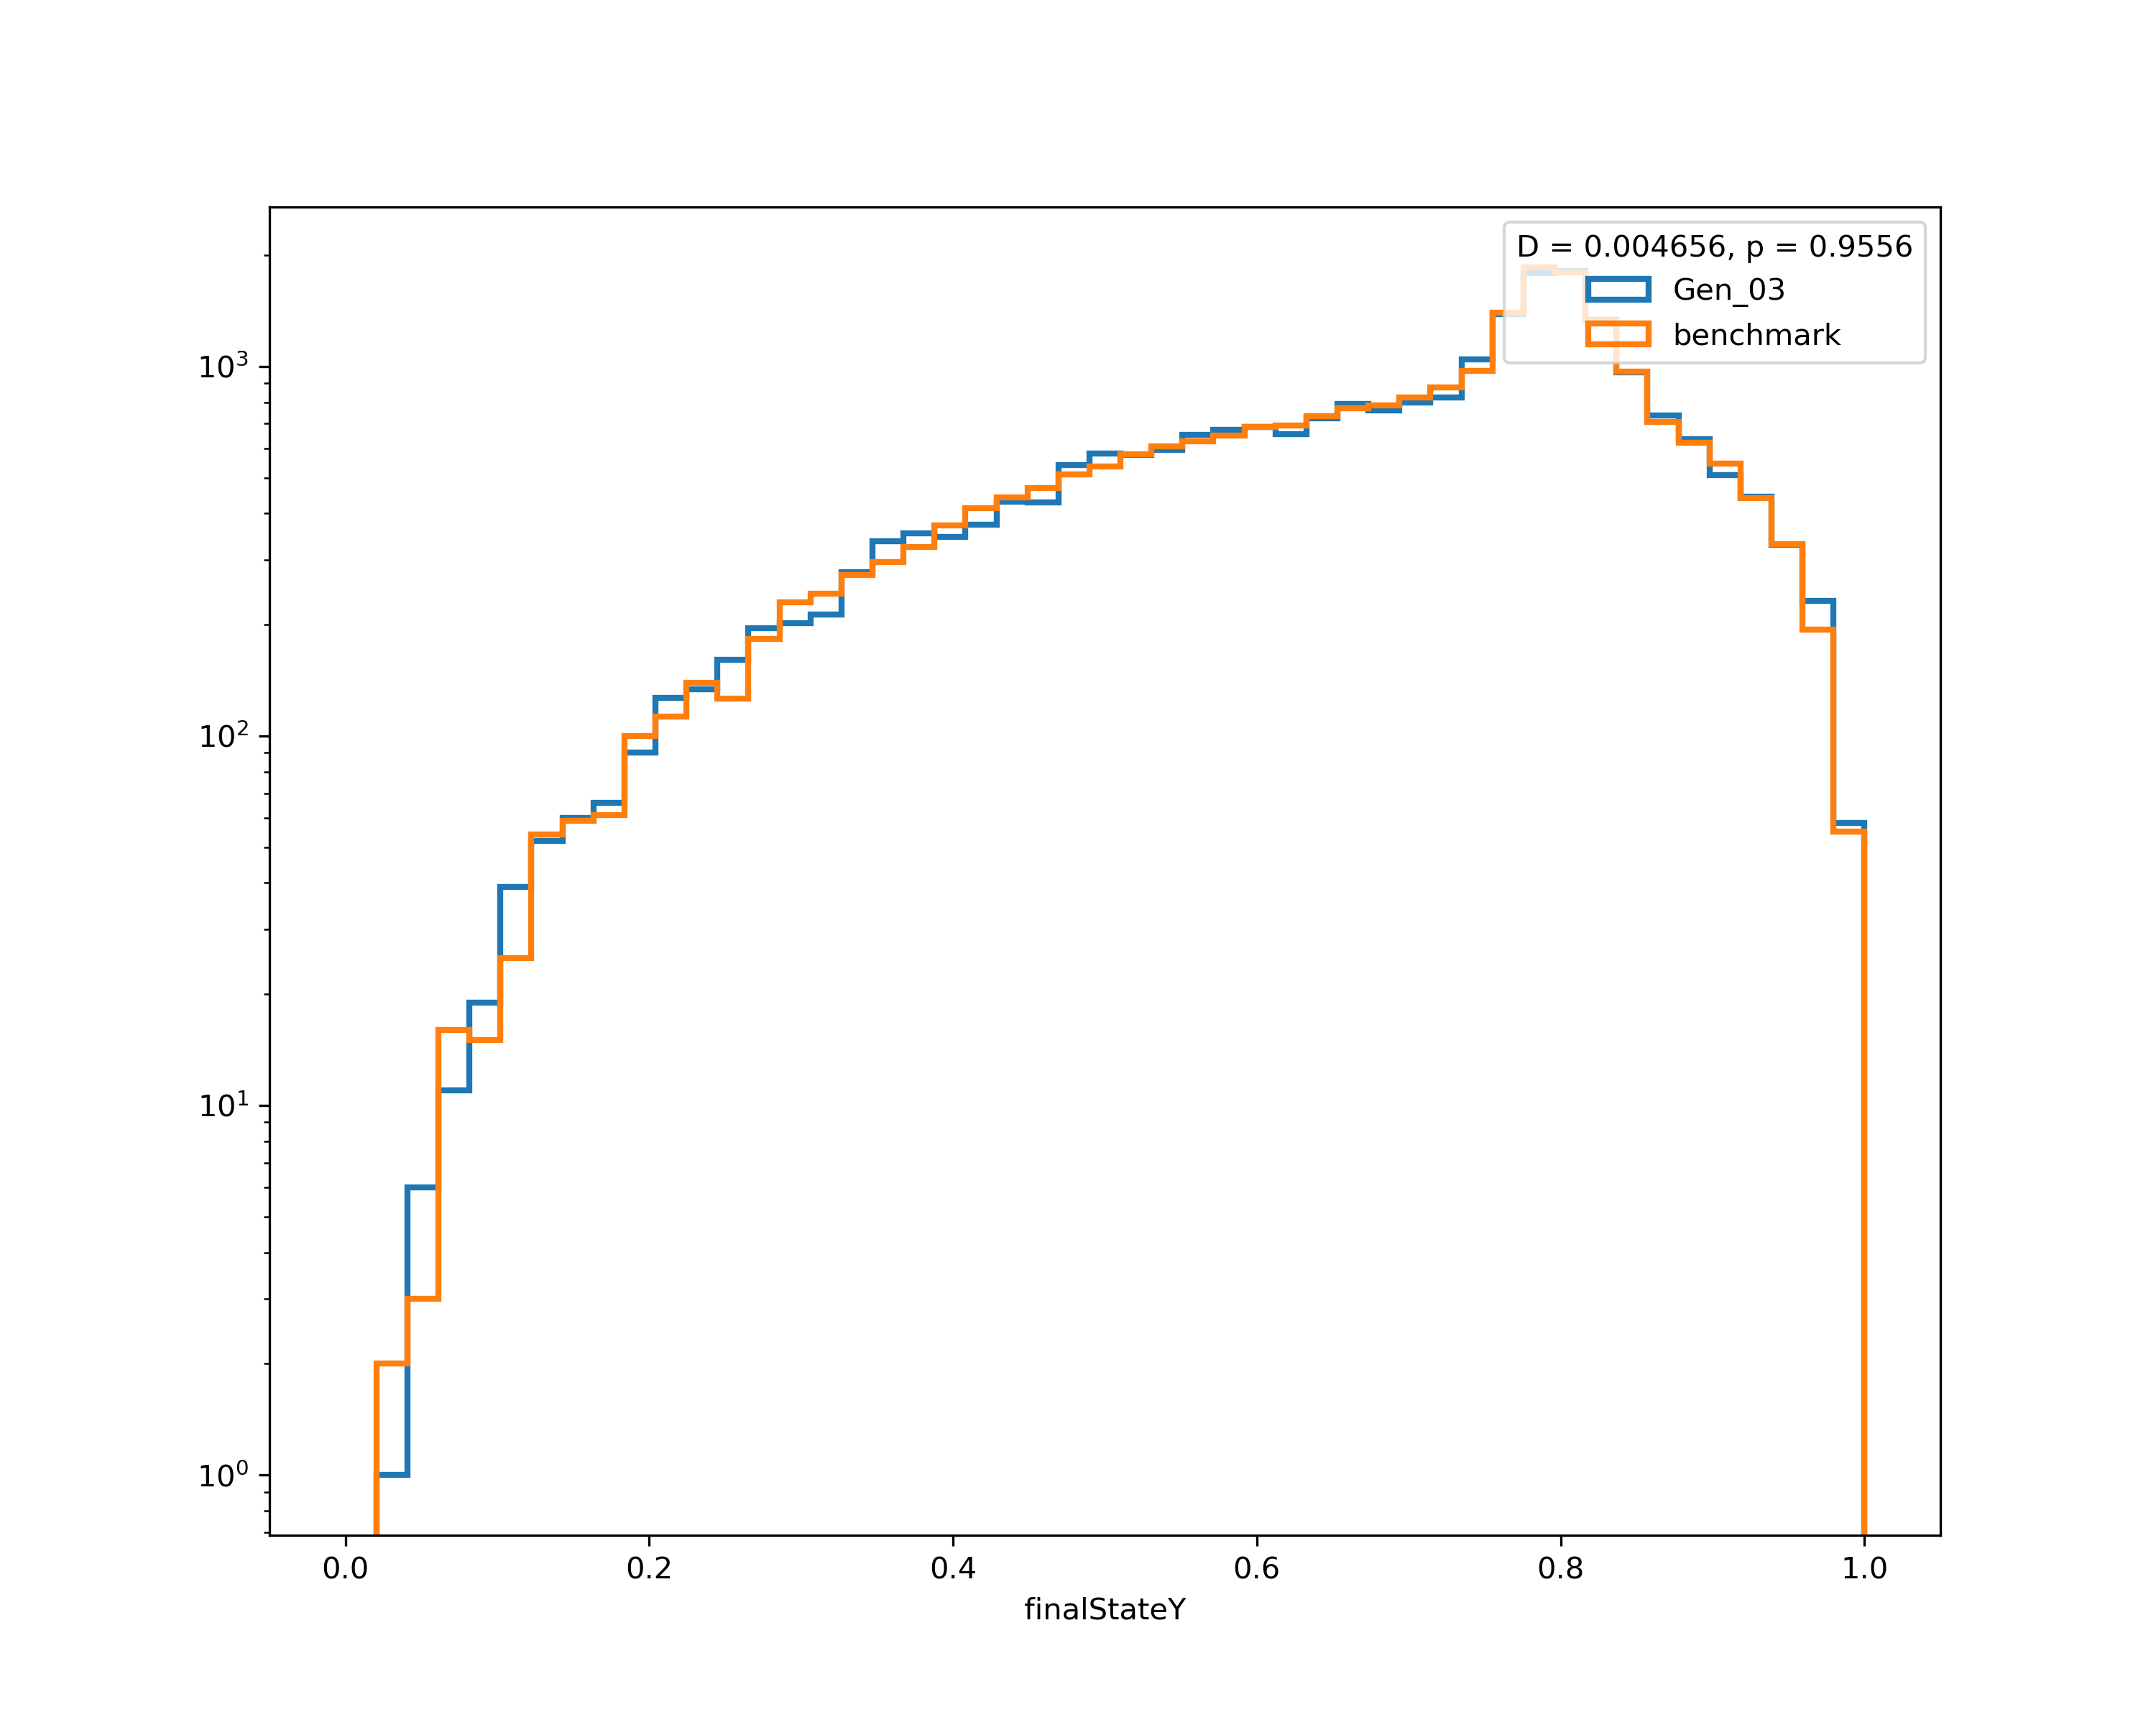 D = 0.004656, p = 0.9556
Gen_03
benchmark
10³
10²
10¹
10⁰
0.0 0.2 0.4 0.6 0.8 1.0
finalStateY